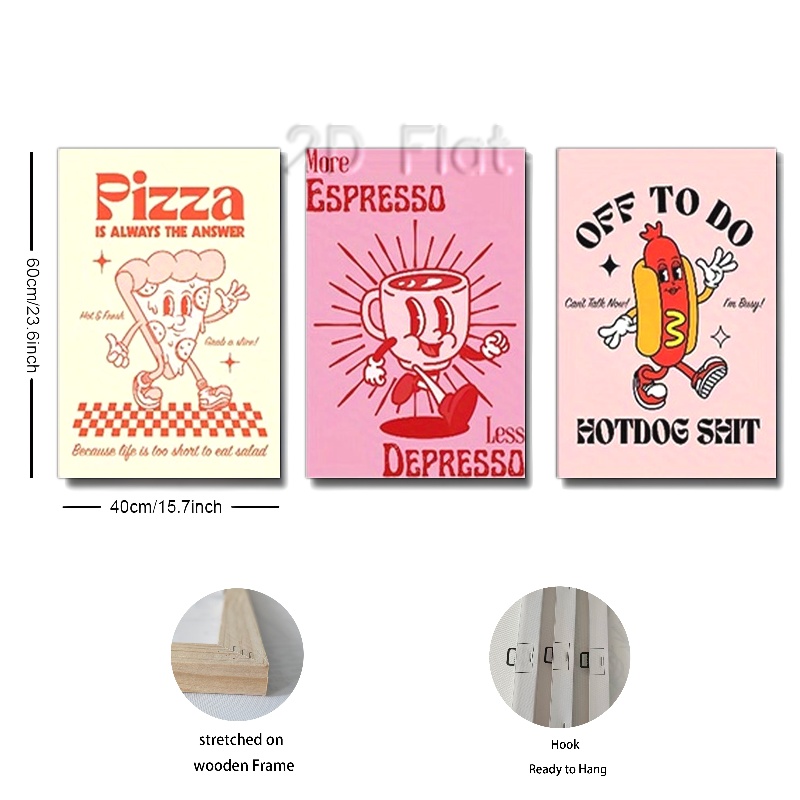 2D Flat
60cm/23.6inch
Pizza
IS ALWAYS THE ANSWER
Hot & Fresh
Grab a slice!
Because life is too short to eat salad
More
ESPRESSO
Less
DEPRESSO
OFF TO DO
Can't Talk Now!
I'm Busy!
HOTDOG SHIT
40cm/15.7inch
stretched on
wooden Frame
Hook
Ready to Hang